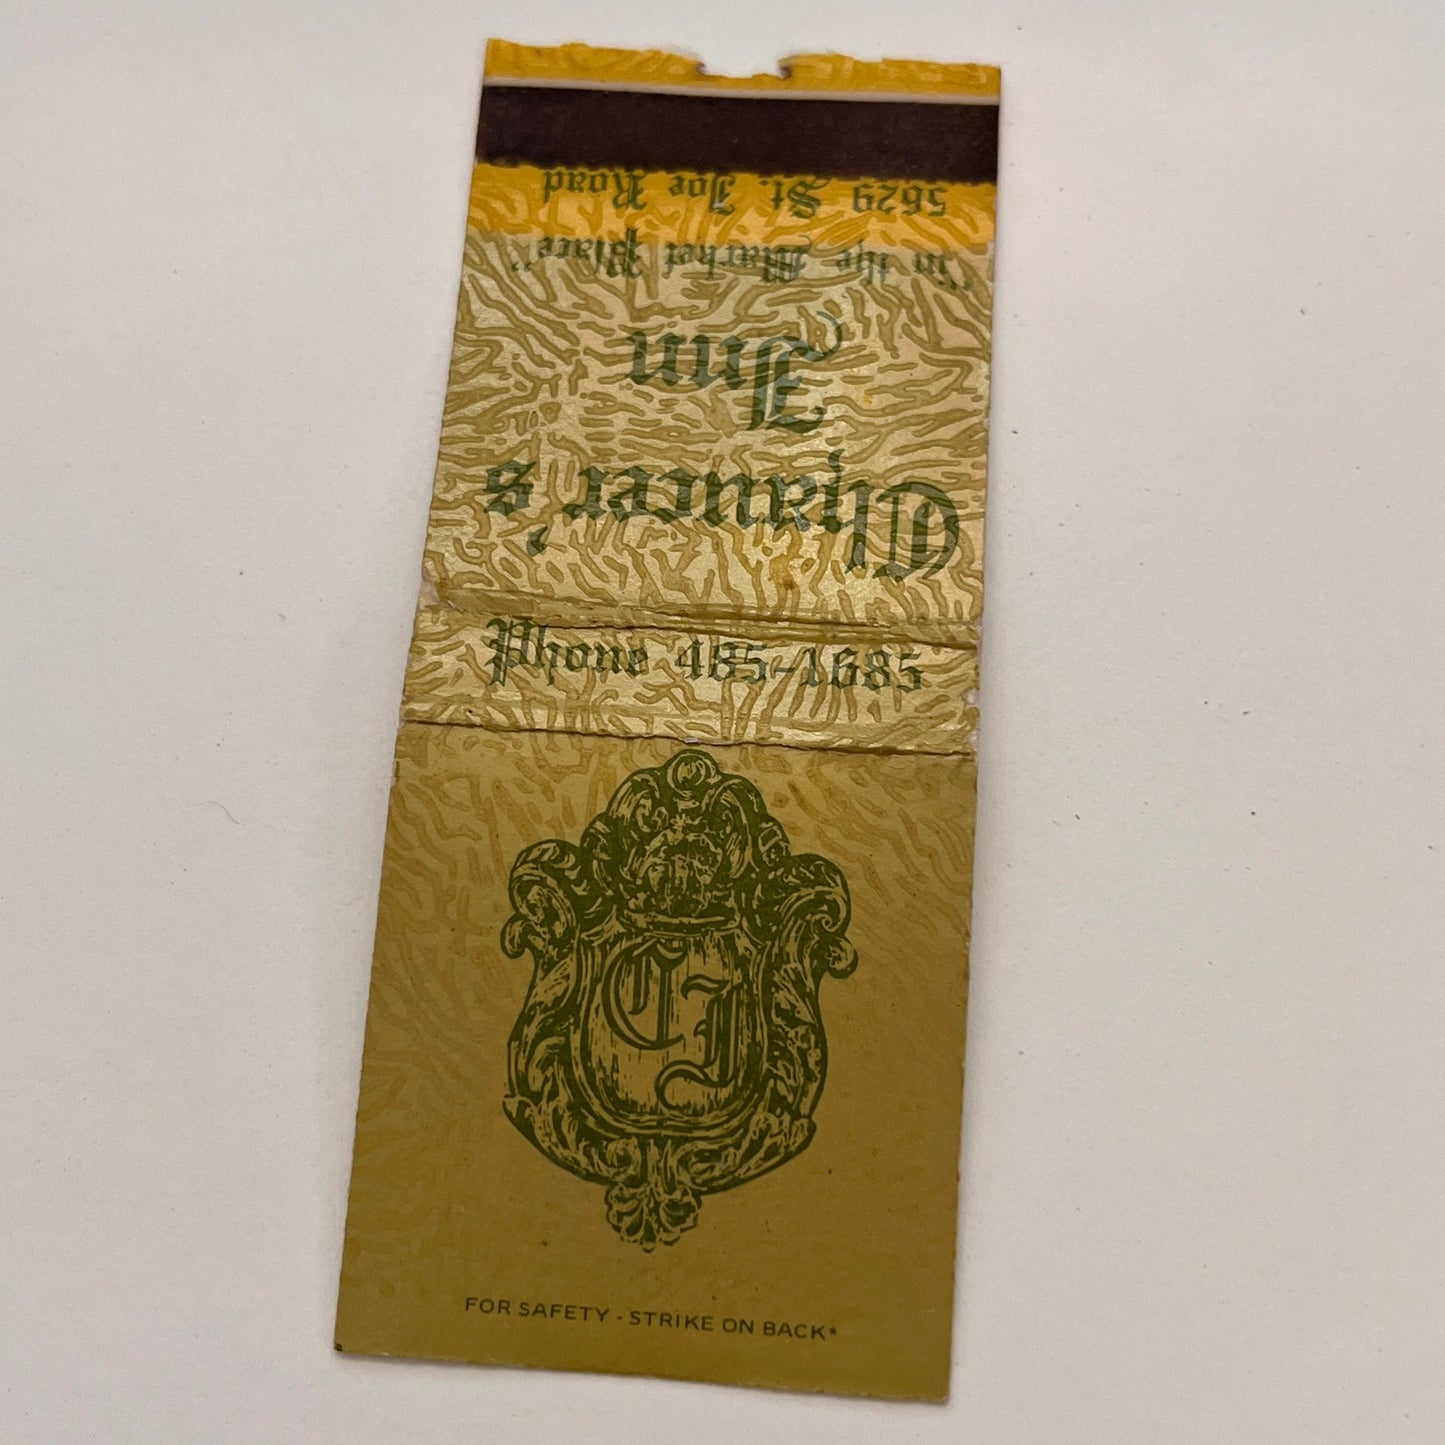 Chaucer's
Inn
"in the Market Place"
5629 St. Joe Road
Phone 485-1685
CI
FOR SAFETY - STRIKE ON BACK*